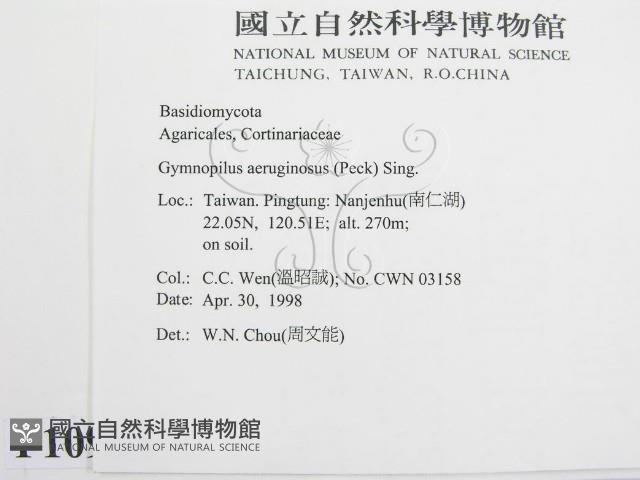 國立自然科學博物館
NATIONAL MUSEUM OF NATURAL SCIENCE
TAICHUNG, TAIWAN, R.O.CHINA
Basidiomycota
Agaricales, Cortinariaceae
Gymnopilus aeruginosus (Peck) Sing.
Loc.: Taiwan. Pingtung: Nanjenhu(南仁湖)
22.05N, 120.51E; alt. 270m;
on soil.
Col.: C.C. Wen(溫昭誠); No. CWN 03158
Date: Apr. 30, 1998
Det.: W.N. Chou(周文能)
國立自然科學博物館
NATIONAL MUSEUM OF NATURAL SCIENCE